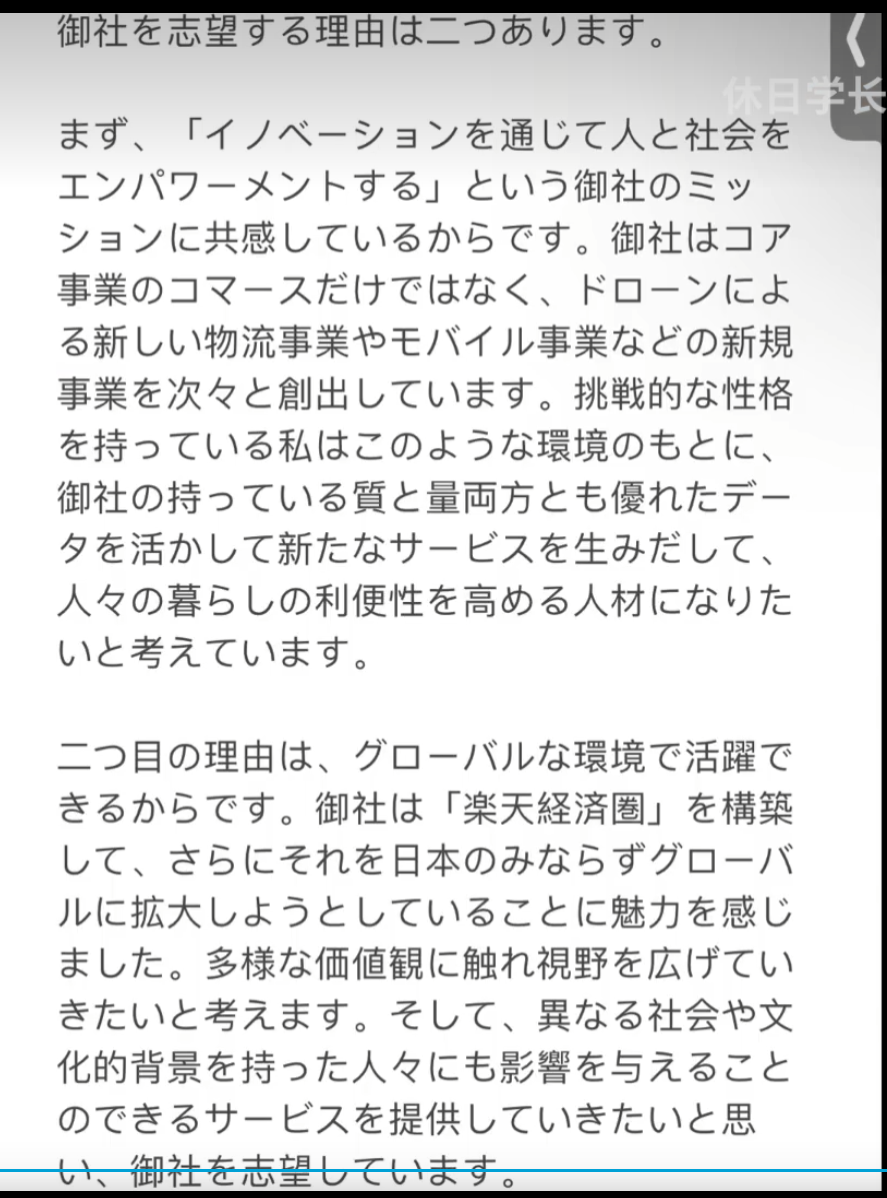 御社を志望する理由は二つあります。
休日学长
まず、「イノベーションを通じて人と社会を
エンパワーメントする」という御社のミッ
ションに共感しているからです。御社はコア
事業のコマースだけではなく、ドローンによ
る新しい物流事業やモバイル事業などの新規
事業を次々と創出しています。挑戦的な性格
を持っている私はこのような環境のもとに、
御社の持っている質と量両方とも優れたデー
タを活かして新たなサービスを生みだして、
人々の暮らしの利便性を高める人材になりた
いと考えています。
二つ目の理由は、グローバルな環境で活躍で
きるからです。御社は「楽天経済圏」を構築
して、さらにそれを日本のみならずグローバ
ルに拡大しようとしていることに魅力を感じ
ました。多様な価値観に触れ視野を広げてい
きたいと考えます。そして、異なる社会や文
化的背景を持った人々にも影響を与えること
のできるサービスを提供していきたいと思
い、御社を志望しています。